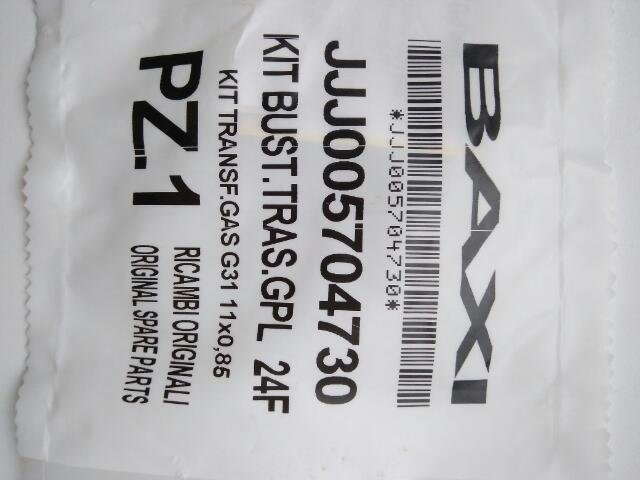 BAXI
*JJJ005704730*
JJJ005704730
KIT BUST.TRAS.GPL 24F
KIT TRANSF.GAS G31 11x0,85
PZ.1
RICAMBI ORIGINALI
ORIGINAL SPARE PARTS